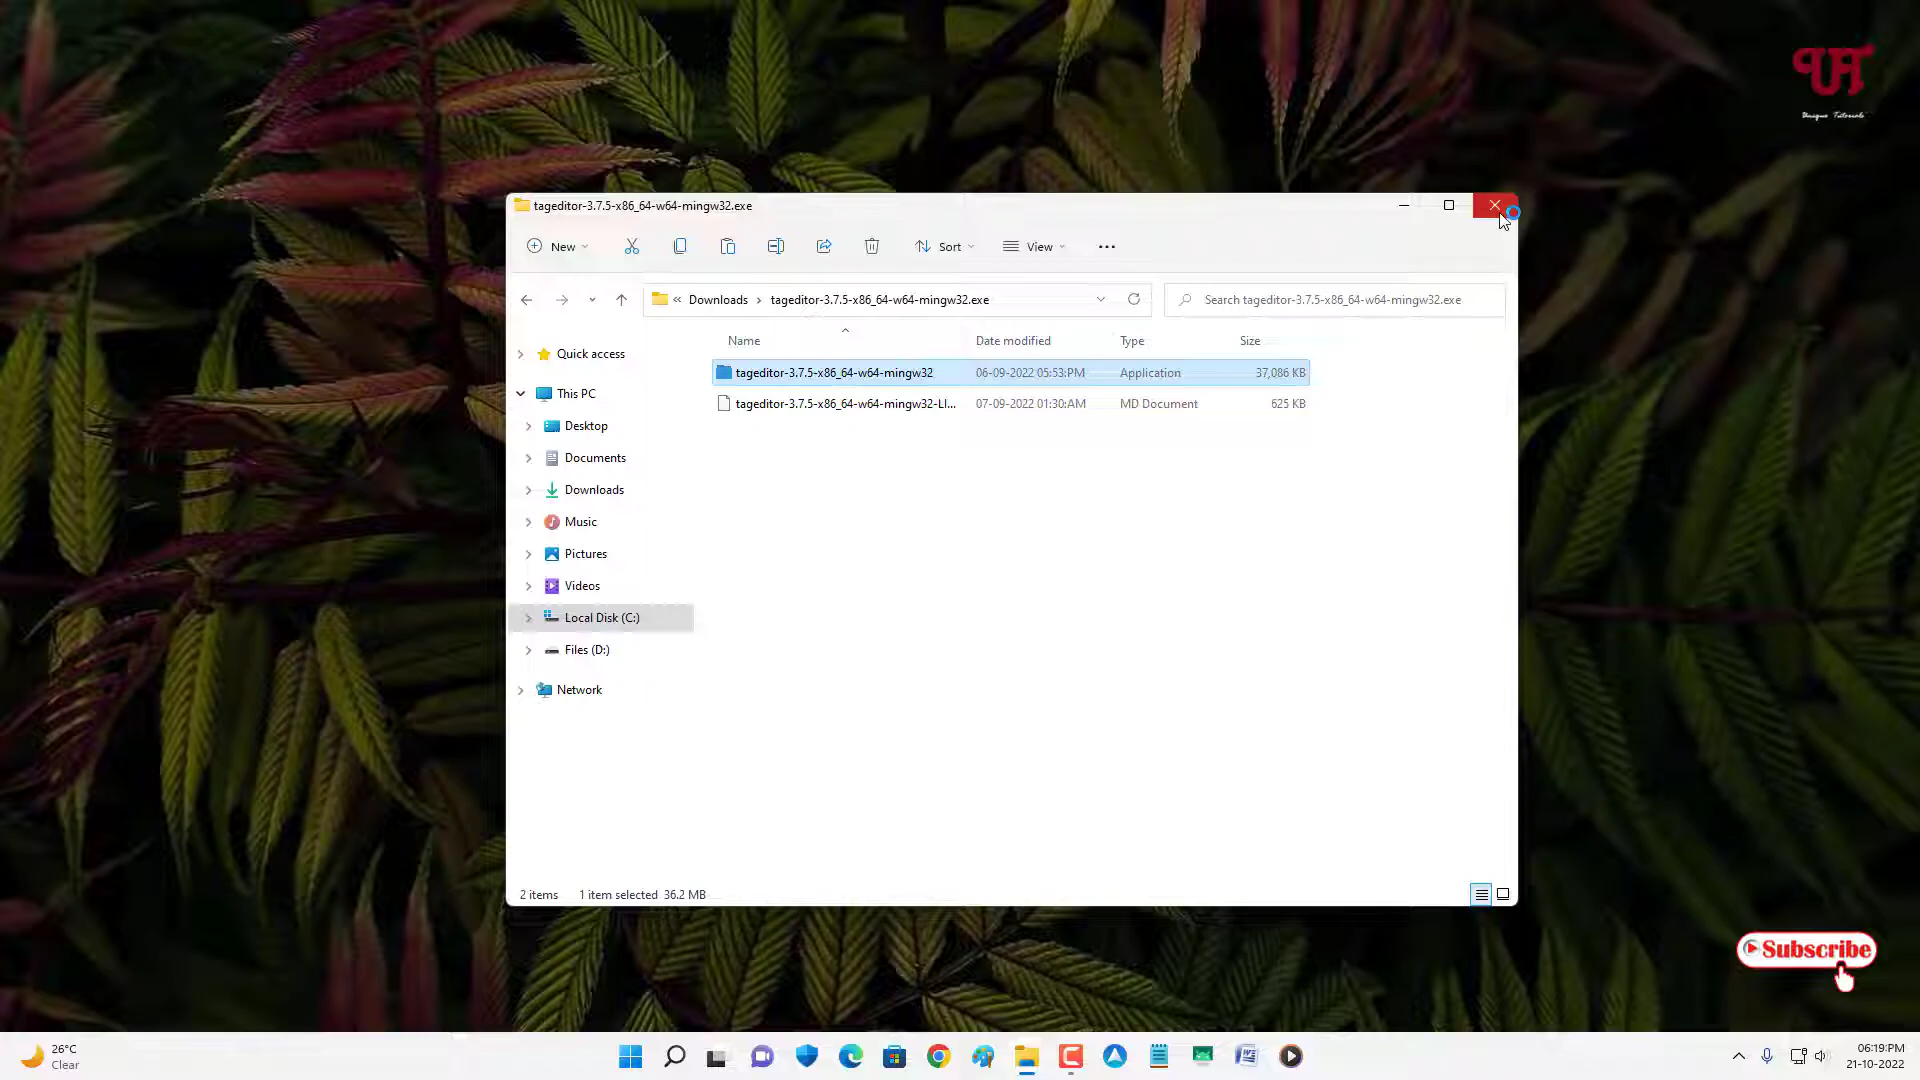 UA
Unique Tutorials
tageditor-3.7.5-x86_64-w64-mingw32.exe
New
Sort
View
« Downloads › tageditor-3.7.5-x86_64-w64-mingw32.exe
Search tageditor-3.7.5-x86_64-w64-mingw32.exe
Name Date modified Type Size
tageditor-3.7.5-x86_64-w64-mingw32 06-09-2022 05:53:PM Application 37,086 KB
tageditor-3.7.5-x86_64-w64-mingw32-LI... 07-09-2022 01:30:AM MD Document 625 KB
Quick access
This PC
Desktop
Documents
Downloads
Music
Pictures
Videos
Local Disk (C:)
Files (D:)
Network
2 items 1 item selected 36.2 MB
Subscribe
26°C
Clear
06:19:PM
21-10-2022